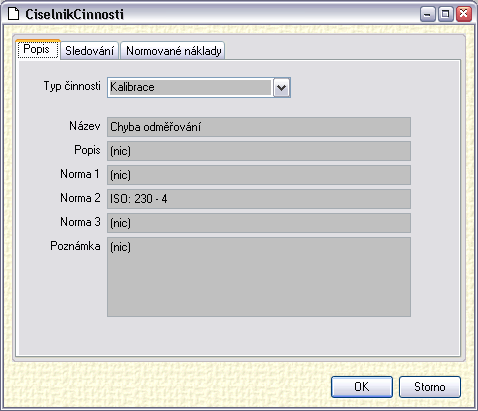 CiselnikCinnosti
Popis Sledování Normované náklady
Typ činnosti Kalibrace
Název Chyba odměřování
Popis (nic)
Norma 1 (nic)
Norma 2 ISO: 230 - 4
Norma 3 (nic)
Poznámka (nic)
OK Storno